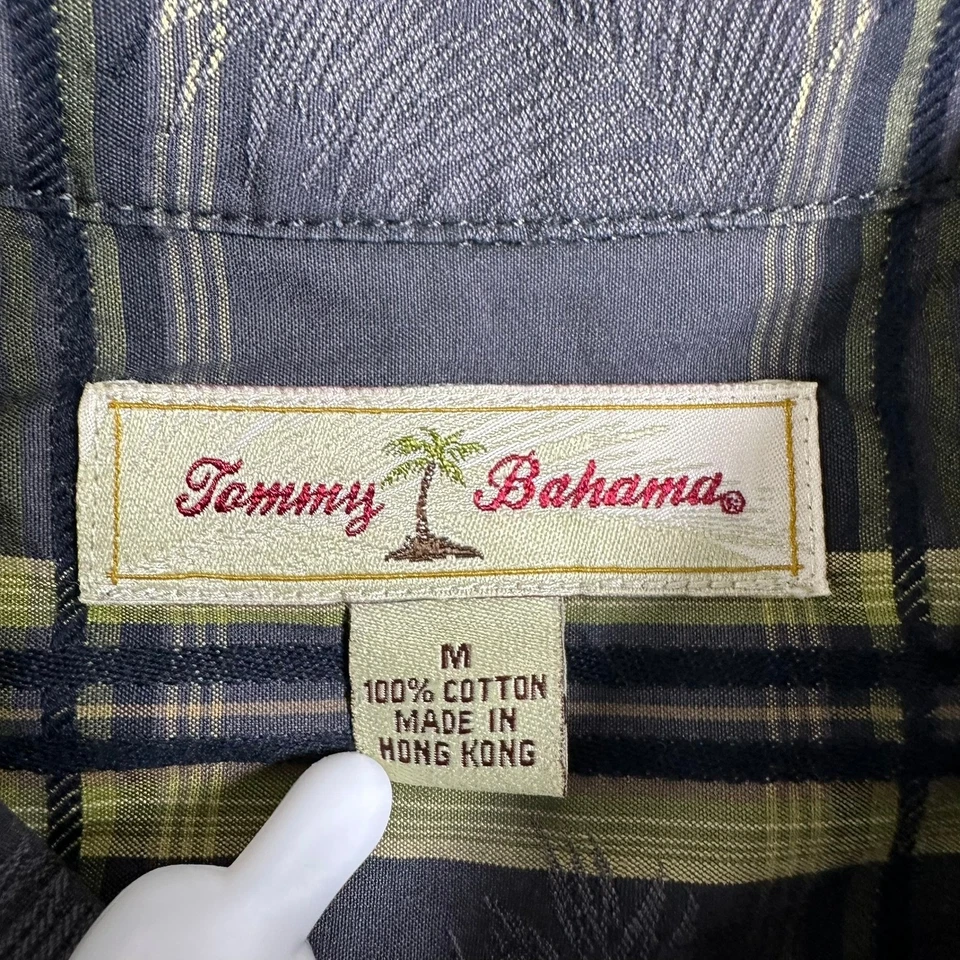 Tommy Bahama®
M
100% COTTON
MADE IN
HONG KONG